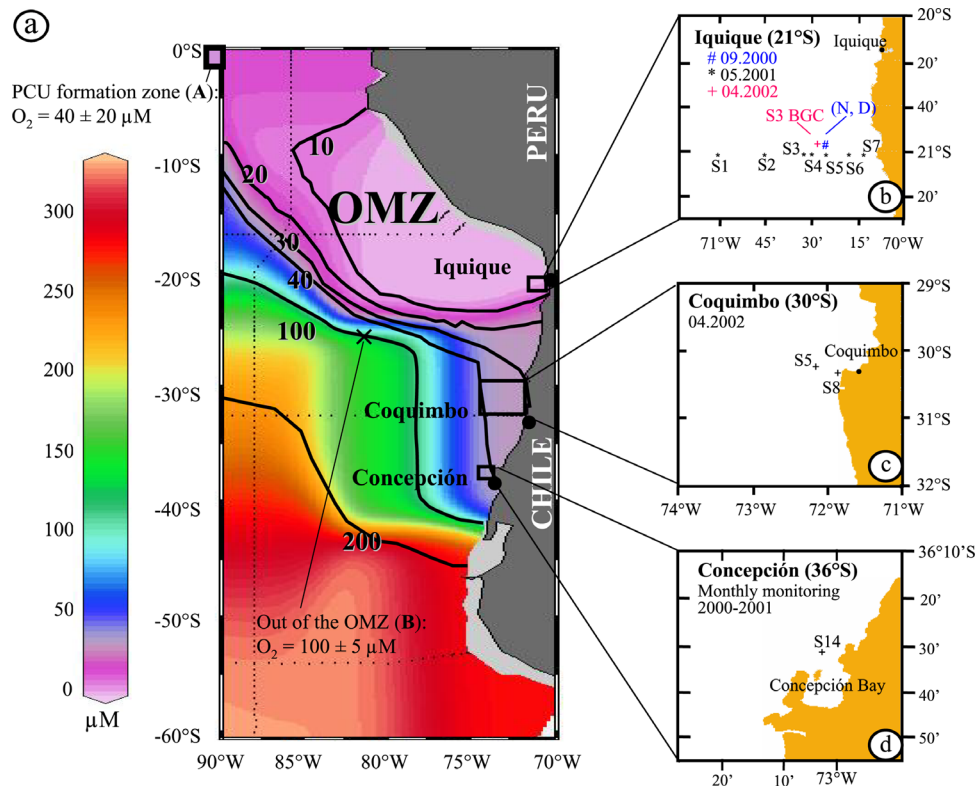 a
0°S
-10°S
-20°S
-30°S
-40°S
-50°S
-60°S
90°W
85°W
80°W
75°W
70°W
PCU formation zone (A):
O₂ = 40 ± 20 µM
300
250
200
150
100
50
0
µM
10
20
30
40
100
200
OMZ
PERU
CHILE
Iquique
Coquimbo
Concepción
Out of the OMZ (B):
O₂ = 100 ± 5 µM
Iquique (21°S)
# 09.2000
* 05.2001
+ 04.2002
Iquique
S3 BGC
(N, D)
+ #
S3
S7
* * * * * * * *
S1
S2
S4
S5
S6
b
20°S
20'
40'
21°S
20'
71°W
45'
30'
15'
70°W
Coquimbo (30°S)
04.2002
Coquimbo
S5 +
+
S8
c
29°S
30°S
31°S
32°S
74°W
73°W
72°W
71°W
Concepción (36°S)
Monthly monitoring
2000-2001
S14
+
Concepción Bay
d
36°10'S
20'
30'
40'
50'
20'
10'
73°W